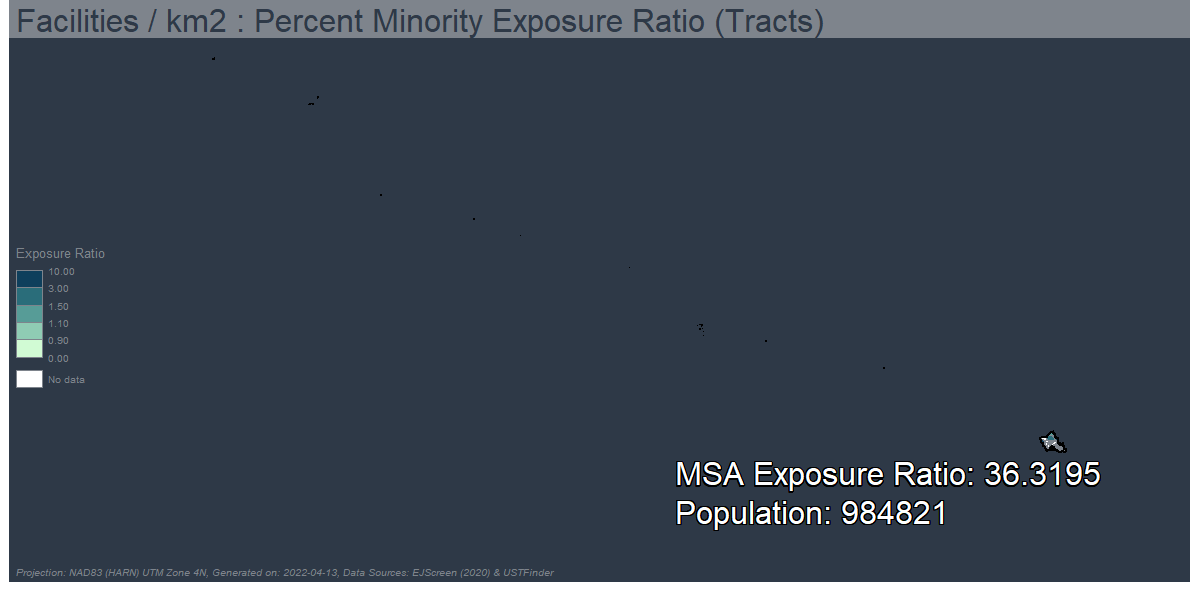 Facilities / km2 : Percent Minority Exposure Ratio (Tracts)
Exposure Ratio
10.00
3.00
1.50
1.10
0.90
0.00
No data
MSA Exposure Ratio: 36.3195
Population: 984821
Projection: NAD83 (HARN) UTM Zone 4N, Generated on: 2022-04-13, Data Sources: EJScreen (2020) & USTFinder